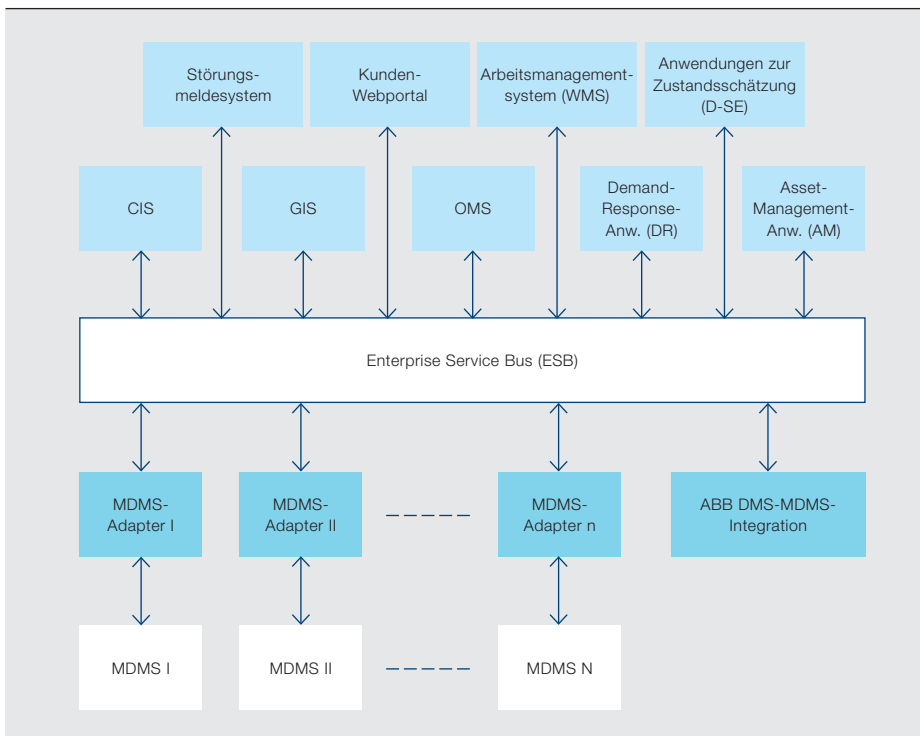 Störungs-
meldesystem
Kunden-
Webportal
Arbeitsmanagement-
system (WMS)
Anwendungen zur
Zustandsschätzung
(D-SE)
CIS
GIS
OMS
Demand-
Response-
Anw. (DR)
Asset-
Management-
Anw. (AM)
Enterprise Service Bus (ESB)
MDMS-
Adapter I
MDMS-
Adapter II
MDMS-
Adapter n
ABB DMS-MDMS-
Integration
MDMS I
MDMS II
MDMS N